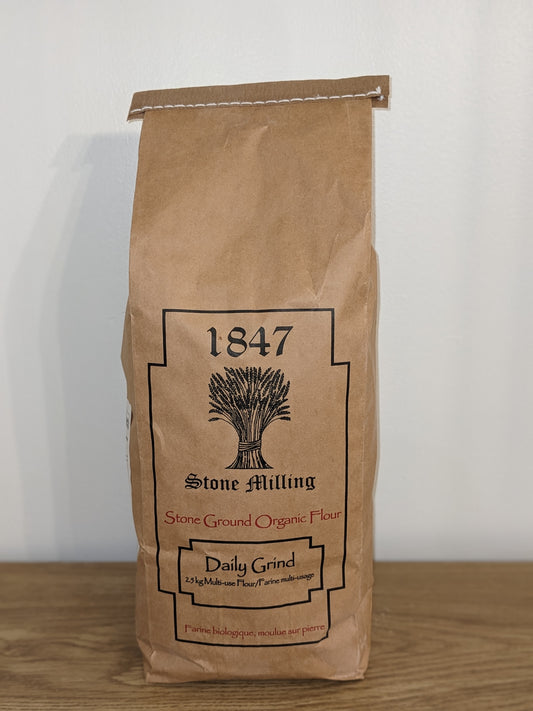 1847
Stone Milling
Stone Ground Organic Flour
Daily Grind
2.5 kg Multi-use Flour/Farine multi-usage
Farine biologique, moulue sur pierre